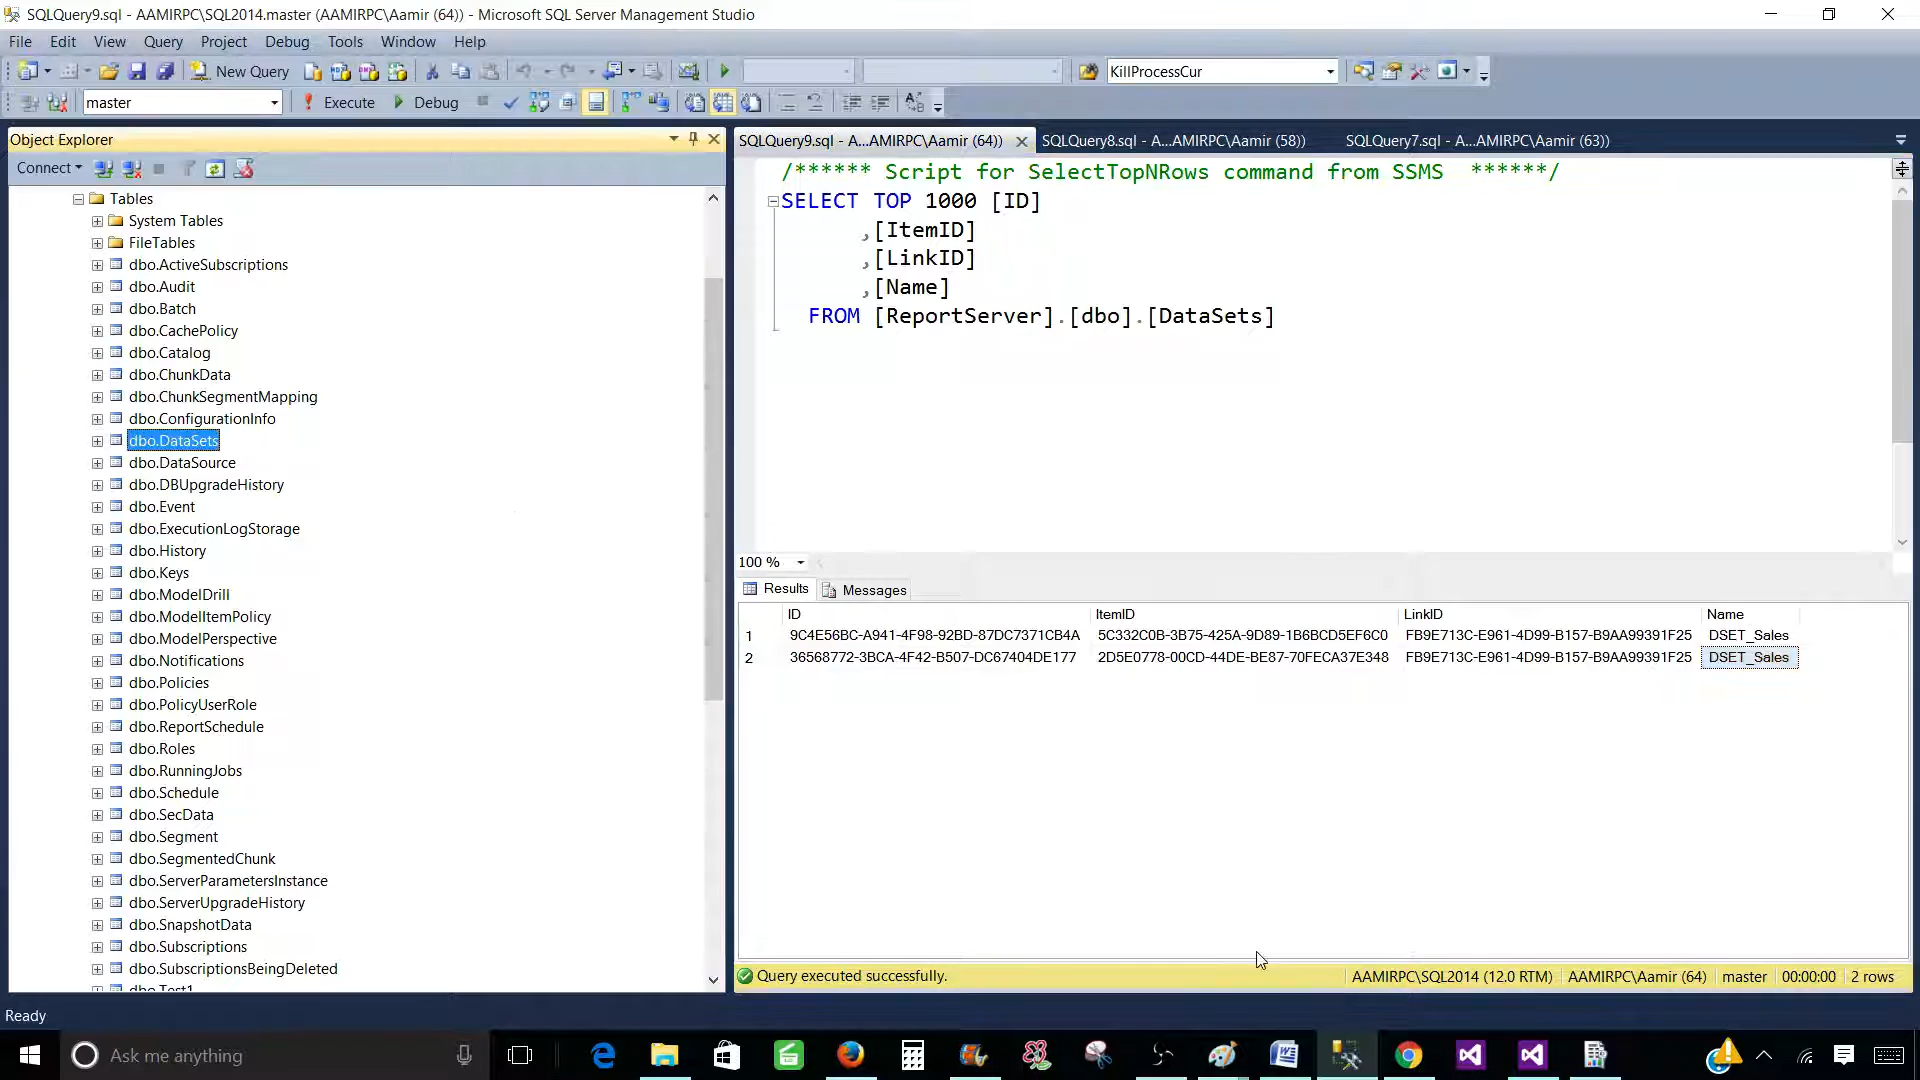 SQLQuery9.sql - AAMIRPC\SQL2014.master (AAMIRPC\Aamir (64)) - Microsoft SQL Server Management Studio
File Edit View Query Project Debug Tools Window Help
New Query KillProcessCur
master Execute Debug
Object Explorer
Connect
Tables
System Tables
FileTables
dbo.ActiveSubscriptions
dbo.Audit
dbo.Batch
dbo.CachePolicy
dbo.Catalog
dbo.ChunkData
dbo.ChunkSegmentMapping
dbo.ConfigurationInfo
dbo.DataSets
dbo.DataSource
dbo.DBUpgradeHistory
dbo.Event
dbo.ExecutionLogStorage
dbo.History
dbo.Keys
dbo.ModelDrill
dbo.ModelItemPolicy
dbo.ModelPerspective
dbo.Notifications
dbo.Policies
dbo.PolicyUserRole
dbo.ReportSchedule
dbo.Roles
dbo.RunningJobs
dbo.Schedule
dbo.SecData
dbo.Segment
dbo.SegmentedChunk
dbo.ServerParametersInstance
dbo.ServerUpgradeHistory
dbo.SnapshotData
dbo.Subscriptions
dbo.SubscriptionsBeingDeleted
dbo.Test1
SQLQuery9.sql - A...AMIRPC\Aamir (64)) SQLQuery8.sql - A...AMIRPC\Aamir (58)) SQLQuery7.sql - A...AMIRPC\Aamir (63))
/****** Script for SelectTopNRows command from SSMS ******/
SELECT TOP 1000 [ID]
,[ItemID]
,[LinkID]
,[Name]
FROM [ReportServer].[dbo].[DataSets]
100 %
Results Messages
ID ItemID LinkID Name
1 9C4E56BC-A941-4F98-92BD-87DC7371CB4A 5C332C0B-3B75-425A-9D89-1B6BCD5EF6C0 FB9E713C-E961-4D99-B157-B9AA99391F25 DSET_Sales
2 36568772-3BCA-4F42-B507-DC67404DE177 2D5E0778-00CD-44DE-BE87-70FECA37E348 FB9E713C-E961-4D99-B157-B9AA99391F25 DSET_Sales
Query executed successfully. AAMIRPC\SQL2014 (12.0 RTM) AAMIRPC\Aamir (64) master 00:00:00 2 rows
Ready
Ask me anything